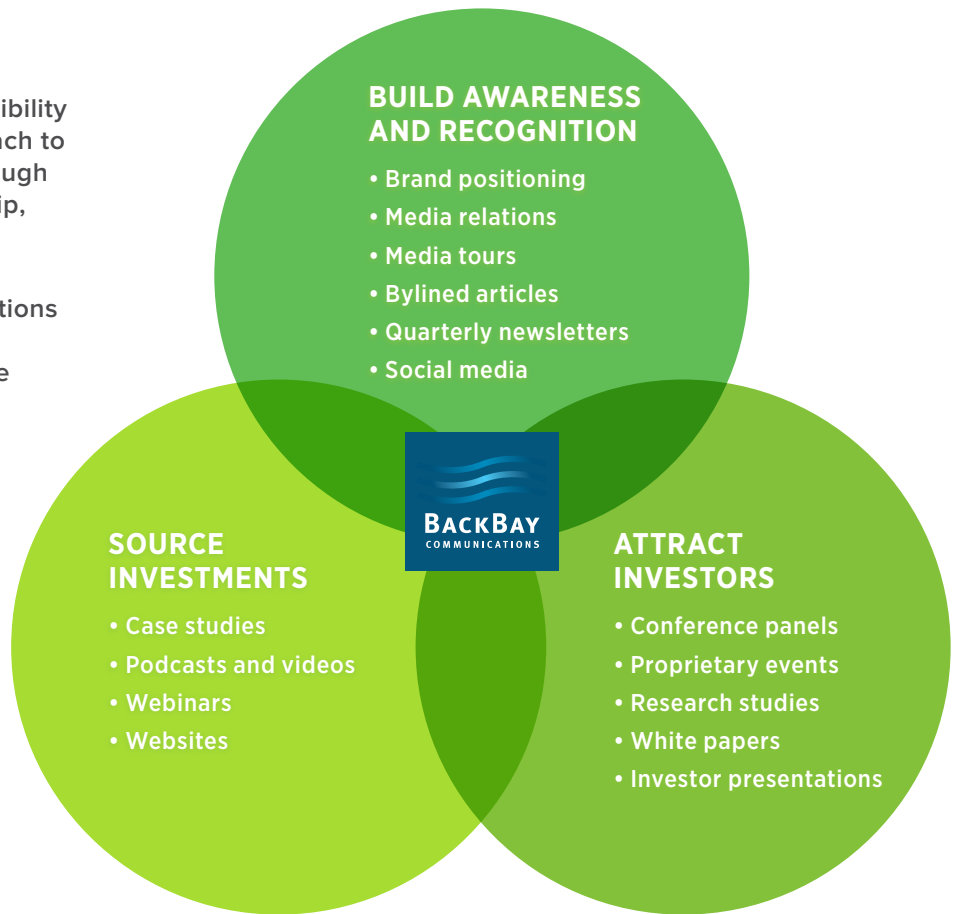 ip,
tions
BUILD AWARENESS
AND RECOGNITION
• Brand positioning
• Media relations
• Media tours
• Bylined articles
• Quarterly newsletters
• Social media
BACKBAY
COMMUNICATIONS
SOURCE
INVESTMENTS
• Case studies
• Podcasts and videos
• Webinars
• Websites
ATTRACT
INVESTORS
• Conference panels
• Proprietary events
• Research studies
• White papers
• Investor presentations